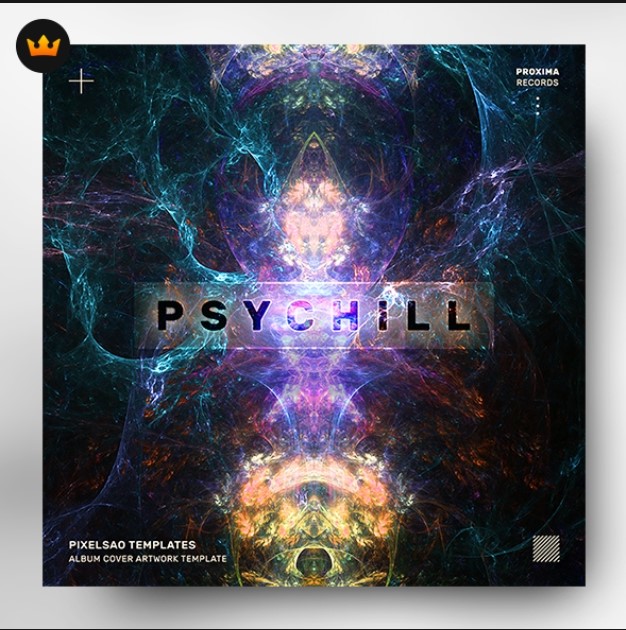 PROXIMA
RECORDS
PSYCHILL
PIXELSAO TEMPLATES
ALBUM COVER ARTWORK TEMPLATE